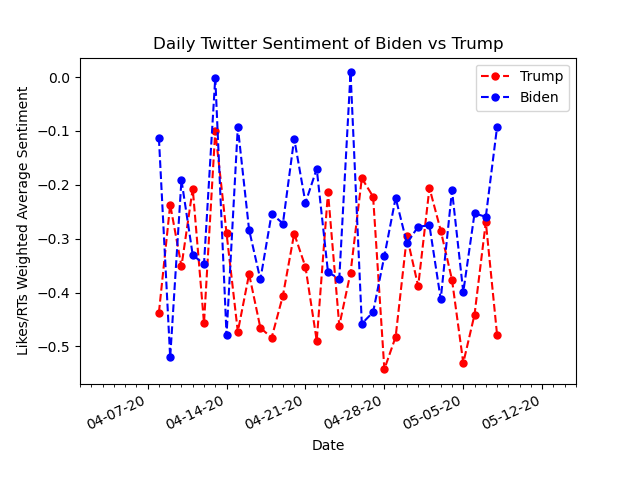 Daily Twitter Sentiment of Biden vs Trump
Trump
Biden
Likes/RTs Weighted Average Sentiment
0.0
−0.1
−0.2
−0.3
−0.4
−0.5
04-07-20
04-14-20
04-21-20
04-28-20
05-05-20
05-12-20
Date